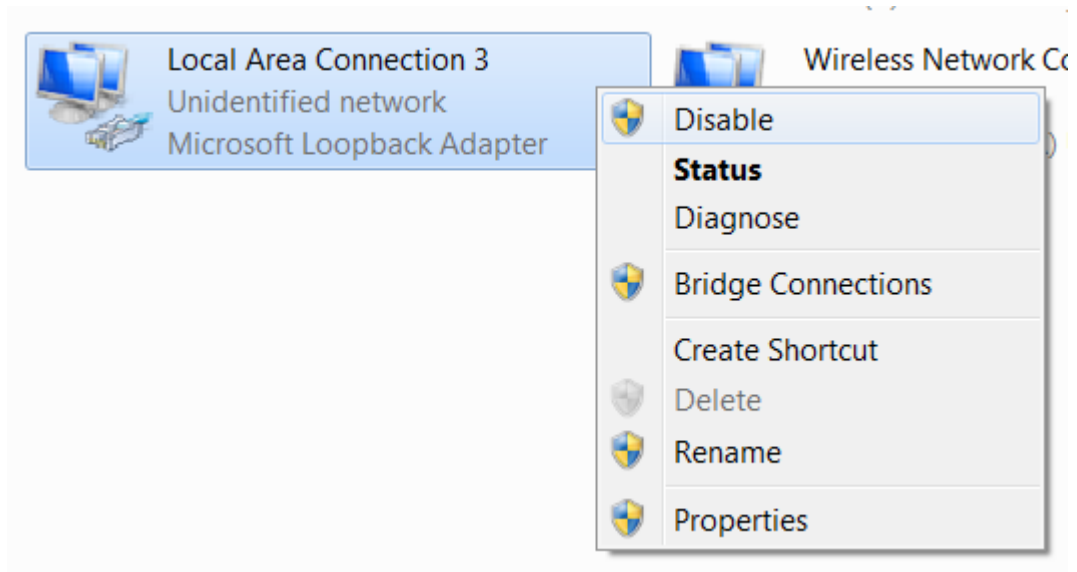 Local Area Connection 3
Unidentified network
Microsoft Loopback Adapter
Wireless Network
Disable
Status
Diagnose
Bridge Connections
Create Shortcut
Delete
Rename
Properties